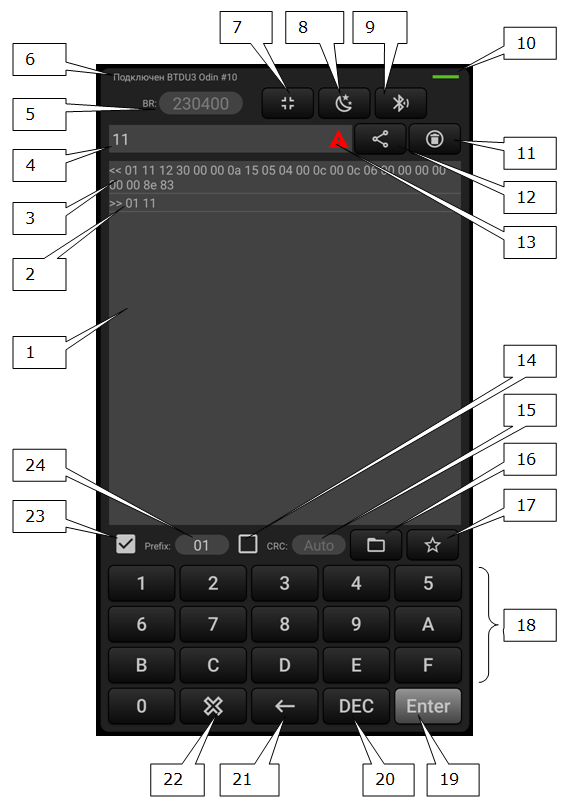 7 8 9
10
6
Подключен BTDU3 Odin #10
BR: 230400
5
11
4
11
<< 01 11 12 30 00 00 0a 15 05 04 00 0c 00 0c 06 00 00 00 00 00
00 00 8e 83
3
12
>> 01 11
13
2
1
14
15
24
16
23
17
Prefix: 01 CRC: Auto
1 2 3 4 5
6 7 8 9 A
18
B C D E F
0 DEC Enter
22 21 20 19